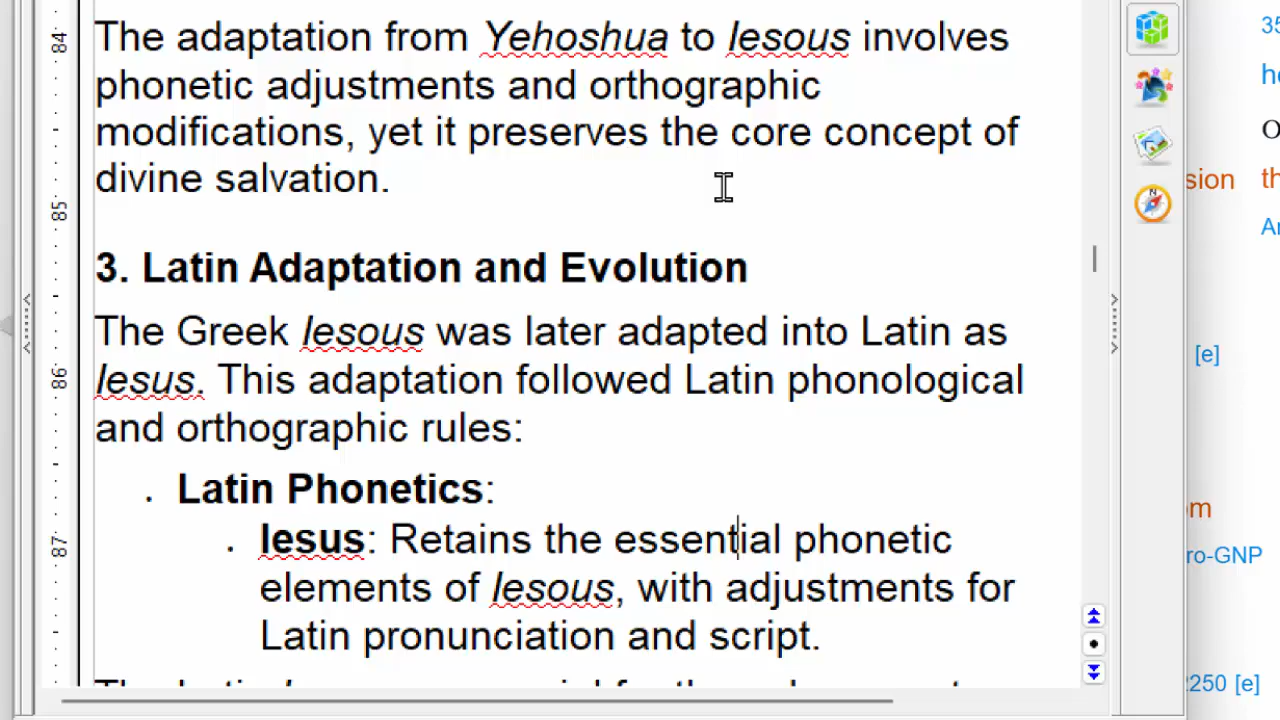 The adaptation from Yehoshua to Iesous involves
phonetic adjustments and orthographic
modifications, yet it preserves the core concept of
divine salvation.
3. Latin Adaptation and Evolution
The Greek Iesous was later adapted into Latin as
Iesus. This adaptation followed Latin phonological
and orthographic rules:
• Latin Phonetics:
• Iesus: Retains the essential phonetic
elements of Iesous, with adjustments for
Latin pronunciation and script.
84
85
86
87
N
35
sion th
[e]
ro-GNP
2250 [e]